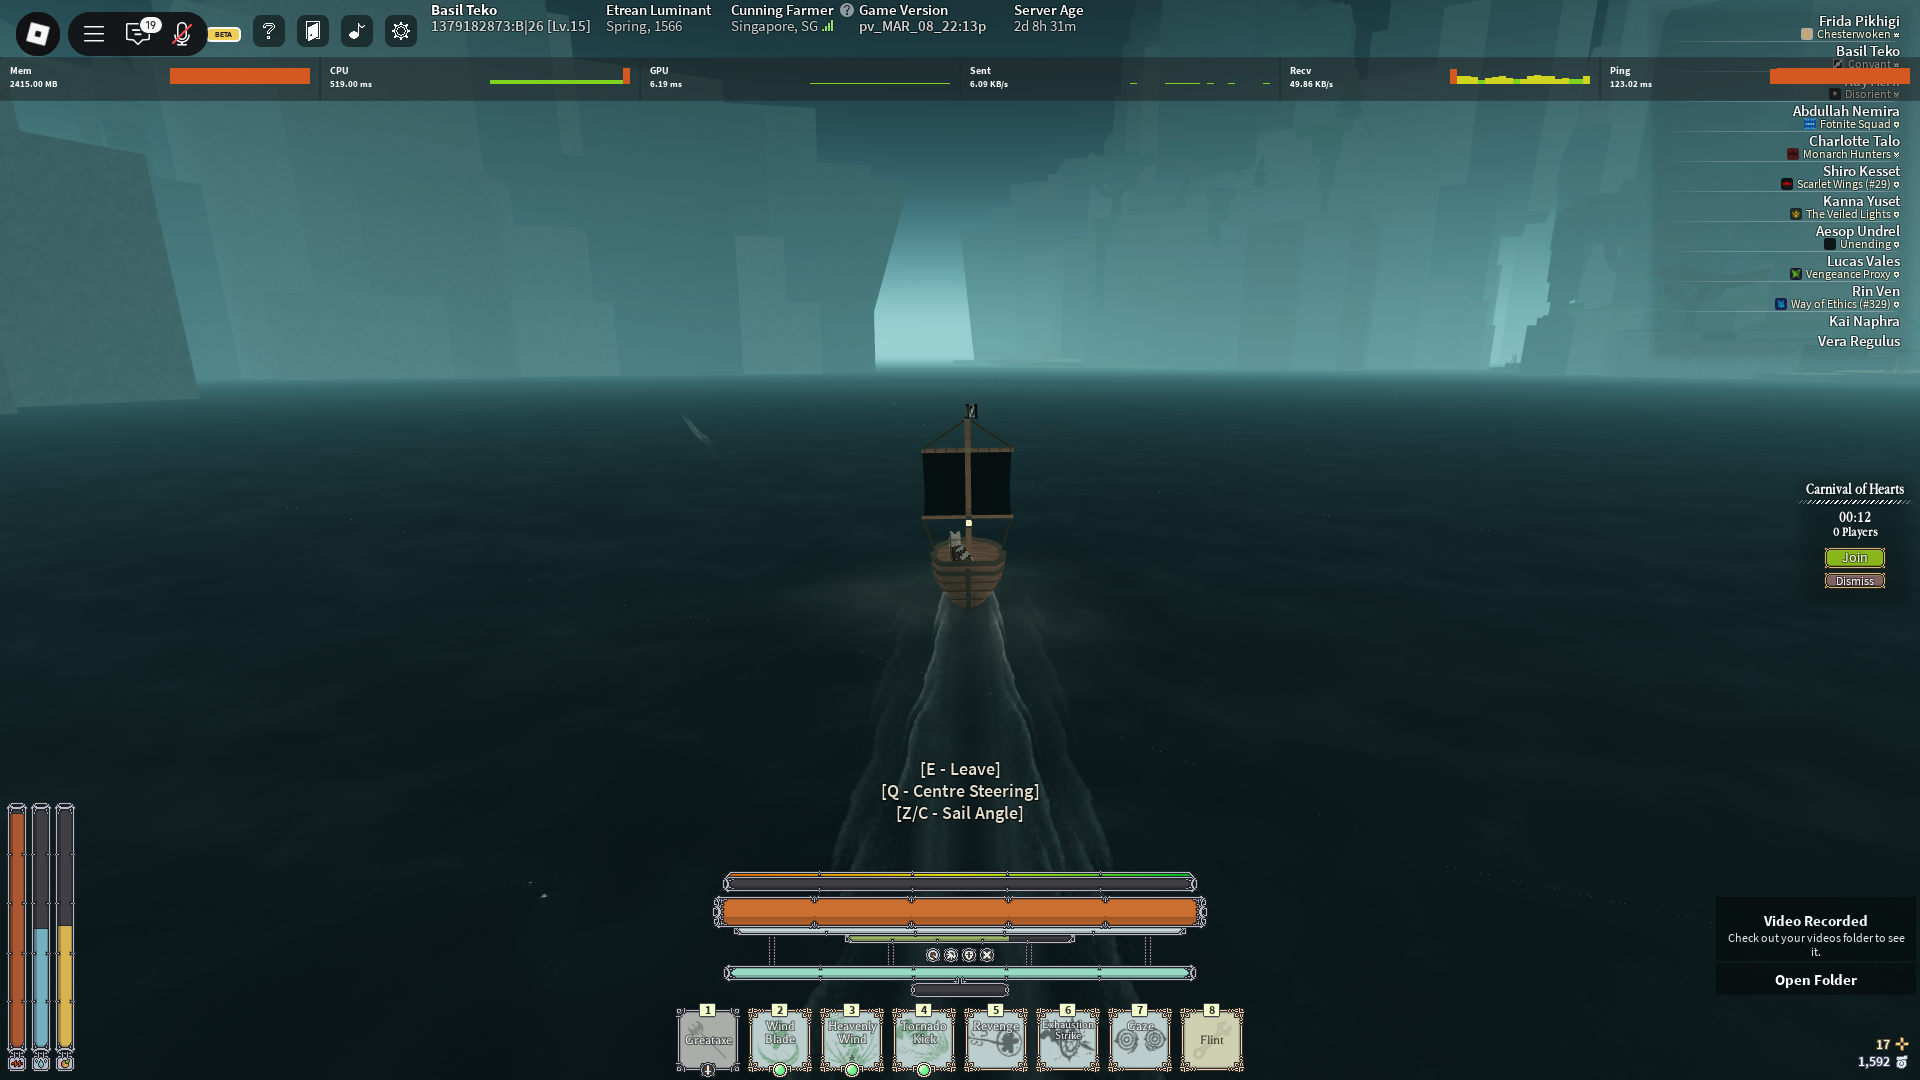 19
BETA
Basil Teko
1379182873:B|26 [Lv.15]
Etrean Luminant
Spring, 1566
Cunning Farmer
Singapore, SG
Game Version
pv_MAR_08_22:13p
Server Age
2d 8h 31m
Mem
2415.00 MB
CPU
519.00 ms
GPU
6.19 ms
Sent
6.09 KB/s
Recv
49.86 KB/s
Ping
123.02 ms
Frida Pikhigi
Chesterwoken
Basil Teko
Convant
Disorient
Abdullah Nemira
Fotnite Squad
Charlotte Talo
Monarch Hunters
Shiro Kesset
Scarlet Wings (#29)
Kanna Yuset
The Veiled Lights
Aesop Undrel
Unending
Lucas Vales
Vengeance Proxy
Rin Ven
Way of Ethics (#329)
Kai Naphra
Vera Regulus
Carnival of Hearts
00:12
0 Players
Join
Dismiss
[E - Leave]
[Q - Centre Steering]
[Z/C - Sail Angle]
Video Recorded
Check out your videos folder to see
it.
Open Folder
1
Greataxe
2
Wind
Blade
3
Heavenly
Wind
4
Tornado
Kick
5
Revenge
6
Exhaustion
Strike
7
Gaze
8
Flint
17
1,592